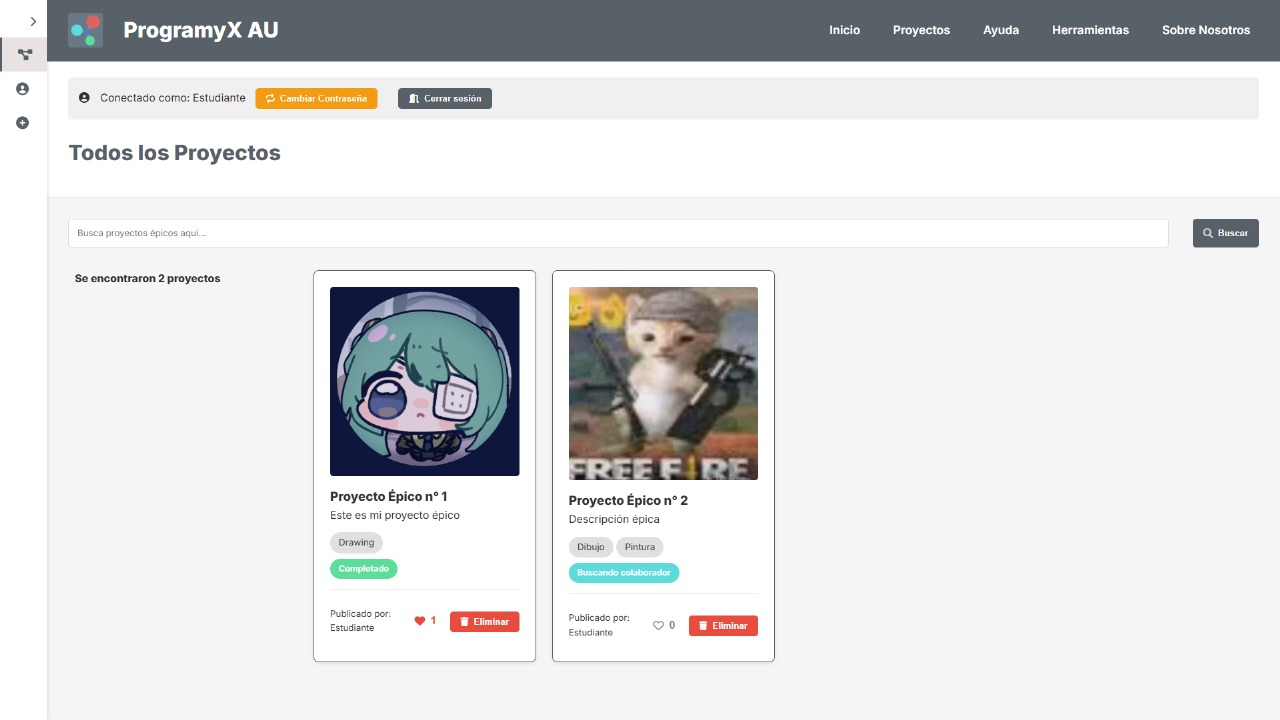 ProgramyX AU
Inicio
Proyectos
Ayuda
Herramientas
Sobre Nosotros
Conectado como: Estudiante
Cambiar Contraseña
Cerrar sesión
Todos los Proyectos
Busca proyectos épicos aquí...
Buscar
Se encontraron 2 proyectos
Proyecto Épico n° 1
Este es mi proyecto épico
Drawing
Completado
Publicado por:
Estudiante
1
Eliminar
FREE FIRE
Proyecto Épico n° 2
Descripción épica
Dibujo
Pintura
Buscando colaborador
Publicado por:
Estudiante
0
Eliminar